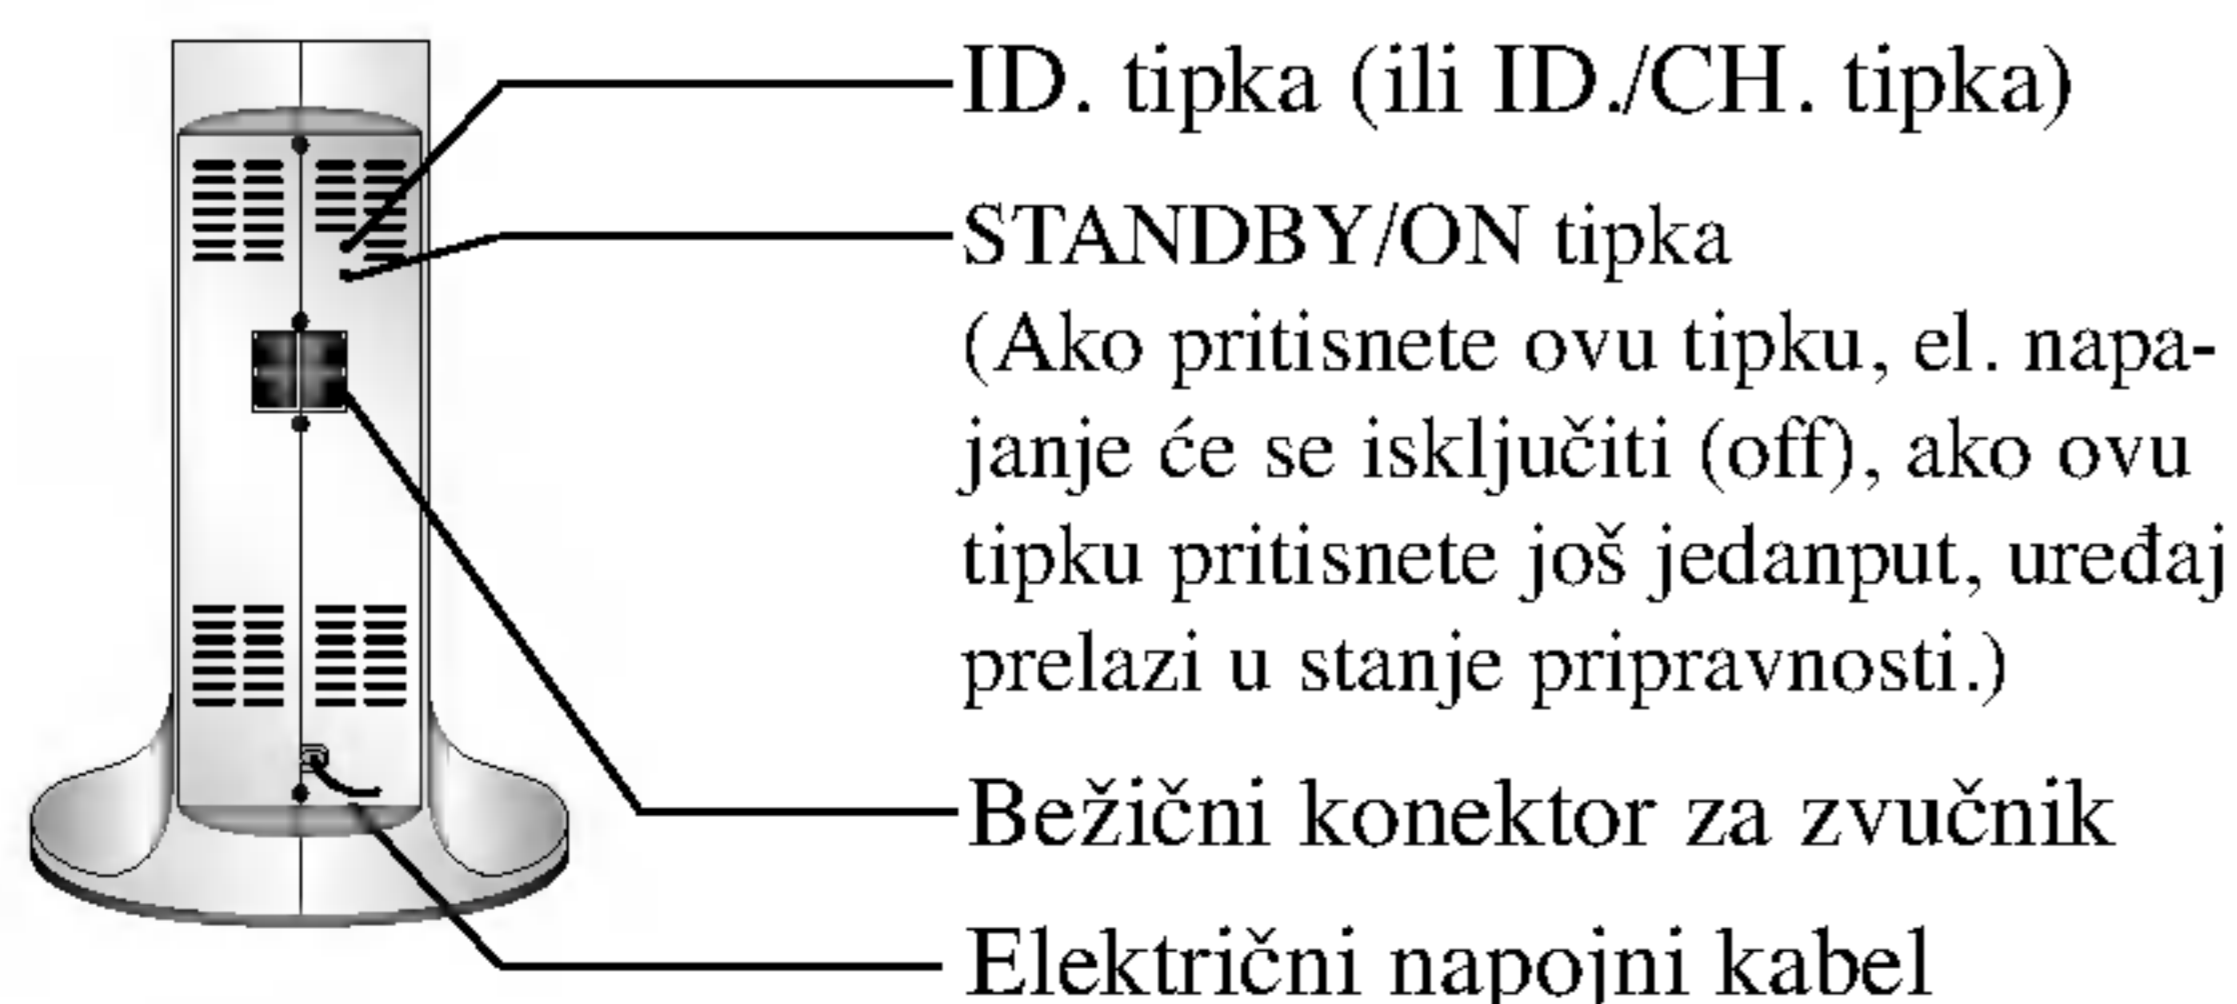 ID. tipka (ili ID./CH. tipka)
STANDBY/ON tipka
(Ako pritisnete ovu tipku, el. napa-
janje će se isključiti (off), ako ovu
tipku pritisnete još jedanput, uređaj
prelazi u stanje pripravnosti.)
Bežični konektor za zvučnik
Električni napojni kabel